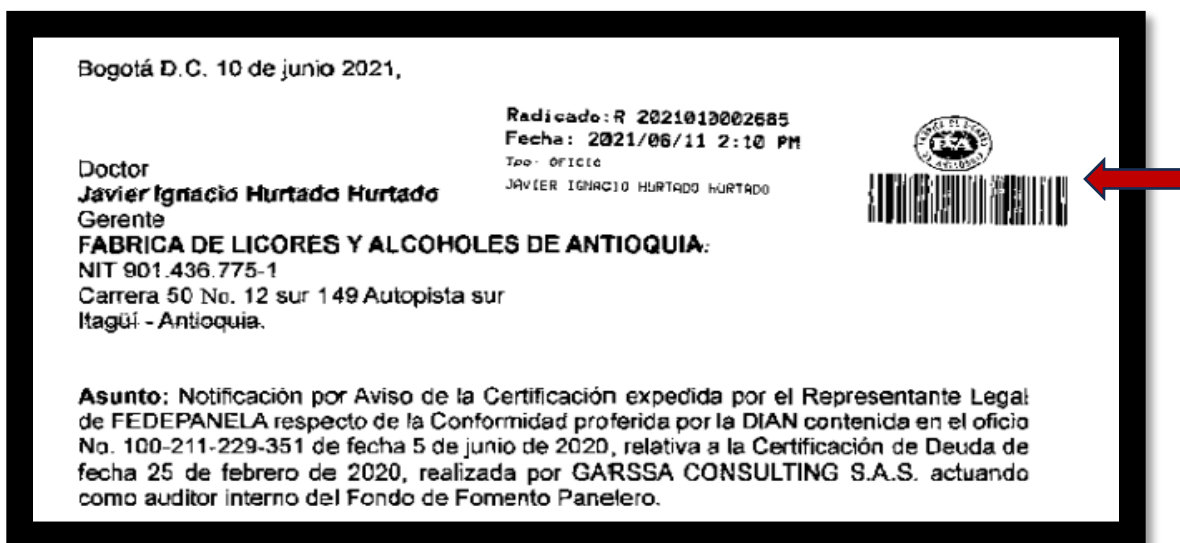 Bogotá D.C. 10 de junio 2021,
Radicado:R 2021010002685
Fecha: 2021/06/11 2:10 PM
Tpo: OFICIO
JAVIER IGNACIO HURTADO HURTADO
Doctor
Javier Ignacio Hurtado Hurtado
Gerente
FABRICA DE LICORES Y ALCOHOLES DE ANTIOQUIA.
NIT 901.436.775-1
Carrera 50 No. 12 sur 149 Autopista sur
Itagüí - Antioquia.
Asunto: Notificación por Aviso de la Certificación expedida por el Representante Legal
de FEDEPANELA respecto de la Conformidad proferida por la DIAN contenida en el oficio
No. 100-211-229-351 de fecha 5 de junio de 2020, relativa a la Certificación de Deuda de
fecha 25 de febrero de 2020, realizada por GARSSA CONSULTING S.A.S. actuando
como auditor interno del Fondo de Fomento Panelero.